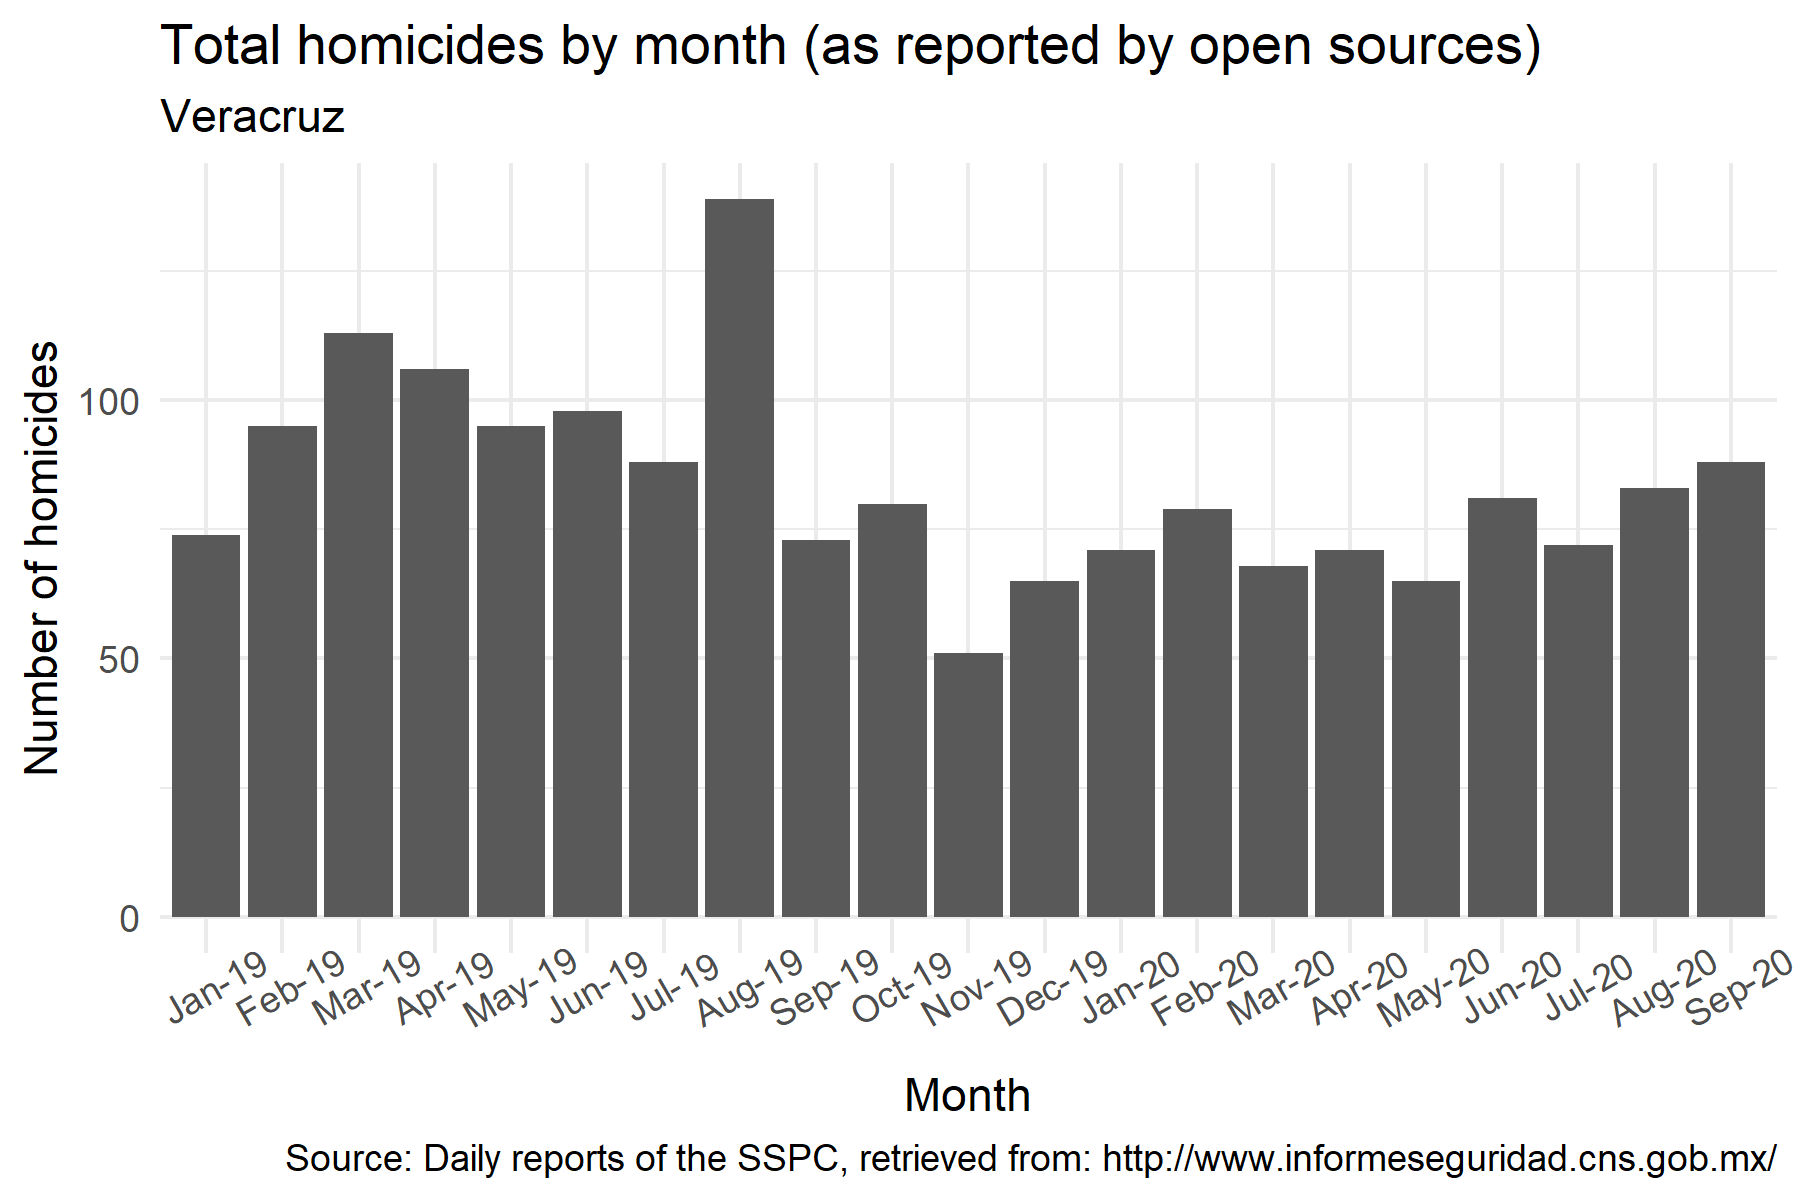 Total homicides by month (as reported by open sources)
Veracruz
Number of homicides
100
50
0
Jan-19
Feb-19
Mar-19
Apr-19
May-19
Jun-19
Jul-19
Aug-19
Sep-19
Oct-19
Nov-19
Dec-19
Jan-20
Feb-20
Mar-20
Apr-20
May-20
Jun-20
Jul-20
Aug-20
Sep-20
Month
Source: Daily reports of the SSPC, retrieved from: http://www.informeseguridad.cns.gob.mx/